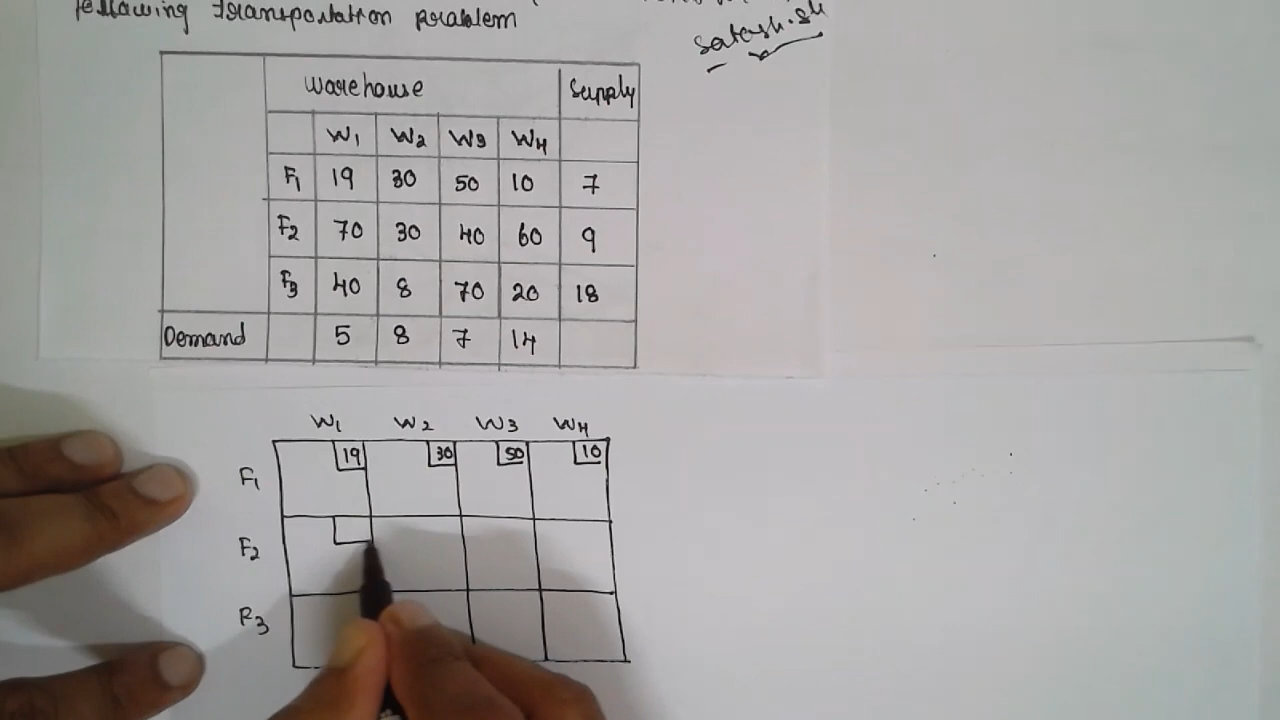 following transportation problem
Satish.sh
Warehouse Supply
W1 W2 W3 W4
F1 19 30 50 10 7
F2 70 30 40 60 9
F3 40 8 70 20 18
Demand 5 8 7 14
W1 W2 W3 W4
F1 19 30 50 10
F2
F3